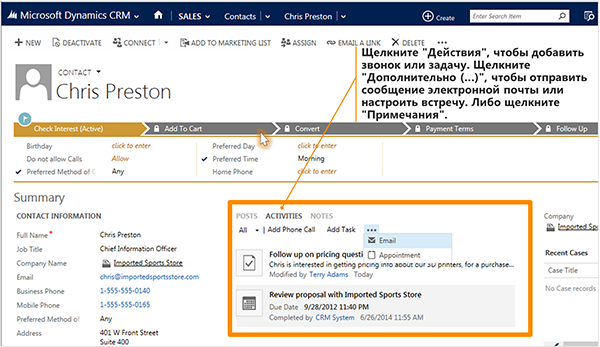 Microsoft Dynamics CRM SALES Contacts Chris Preston Create Enter Search Item
NEW DEACTIVATE CONNECT ADD TO MARKETING LIST ASSIGN EMAIL A LINK DELETE ...
Щелкните "Действия", чтобы добавить
звонок или задачу. Щелкните
"Дополнительно (...)", чтобы отправить
сообщение электронной почты или
настроить встречу. Либо щелкните
"Примечания".
CONTACT
Chris Preston
Check Interest (Active) Add To Cart Convert Payment Terms Follow Up
Birthday click to enter Preferred Day click to enter
Do not allow Calls Allow Preferred Time Morning
Preferred Method of C Any Home Phone click to enter
Summary
CONTACT INFORMATION
Full Name * Chris Preston
Job Title Chief Information Officer
Company Name Imported Sports Store
Email chris@importedsportsstore.com
Business Phone 1-555-555-0140
Mobile Phone 1-555-555-0165
Preferred Method of Any
Address 401 W Front Street
Suite 400
POSTS ACTIVITIES NOTES
All Add Phone Call Add Task ...
Email
Appointment
Follow up on pricing questi
Chris is interested in getting pricing info about our 3D printers, for a purchase...
Modified by Terry Adams Today
Review proposal with Imported Sports Store
Due Date 9/28/2012 11:40 PM
Completed by CRM System 6/26/2014 11:55 AM
Company
Imported Sp
Recent Cases
Case Title
No Case records